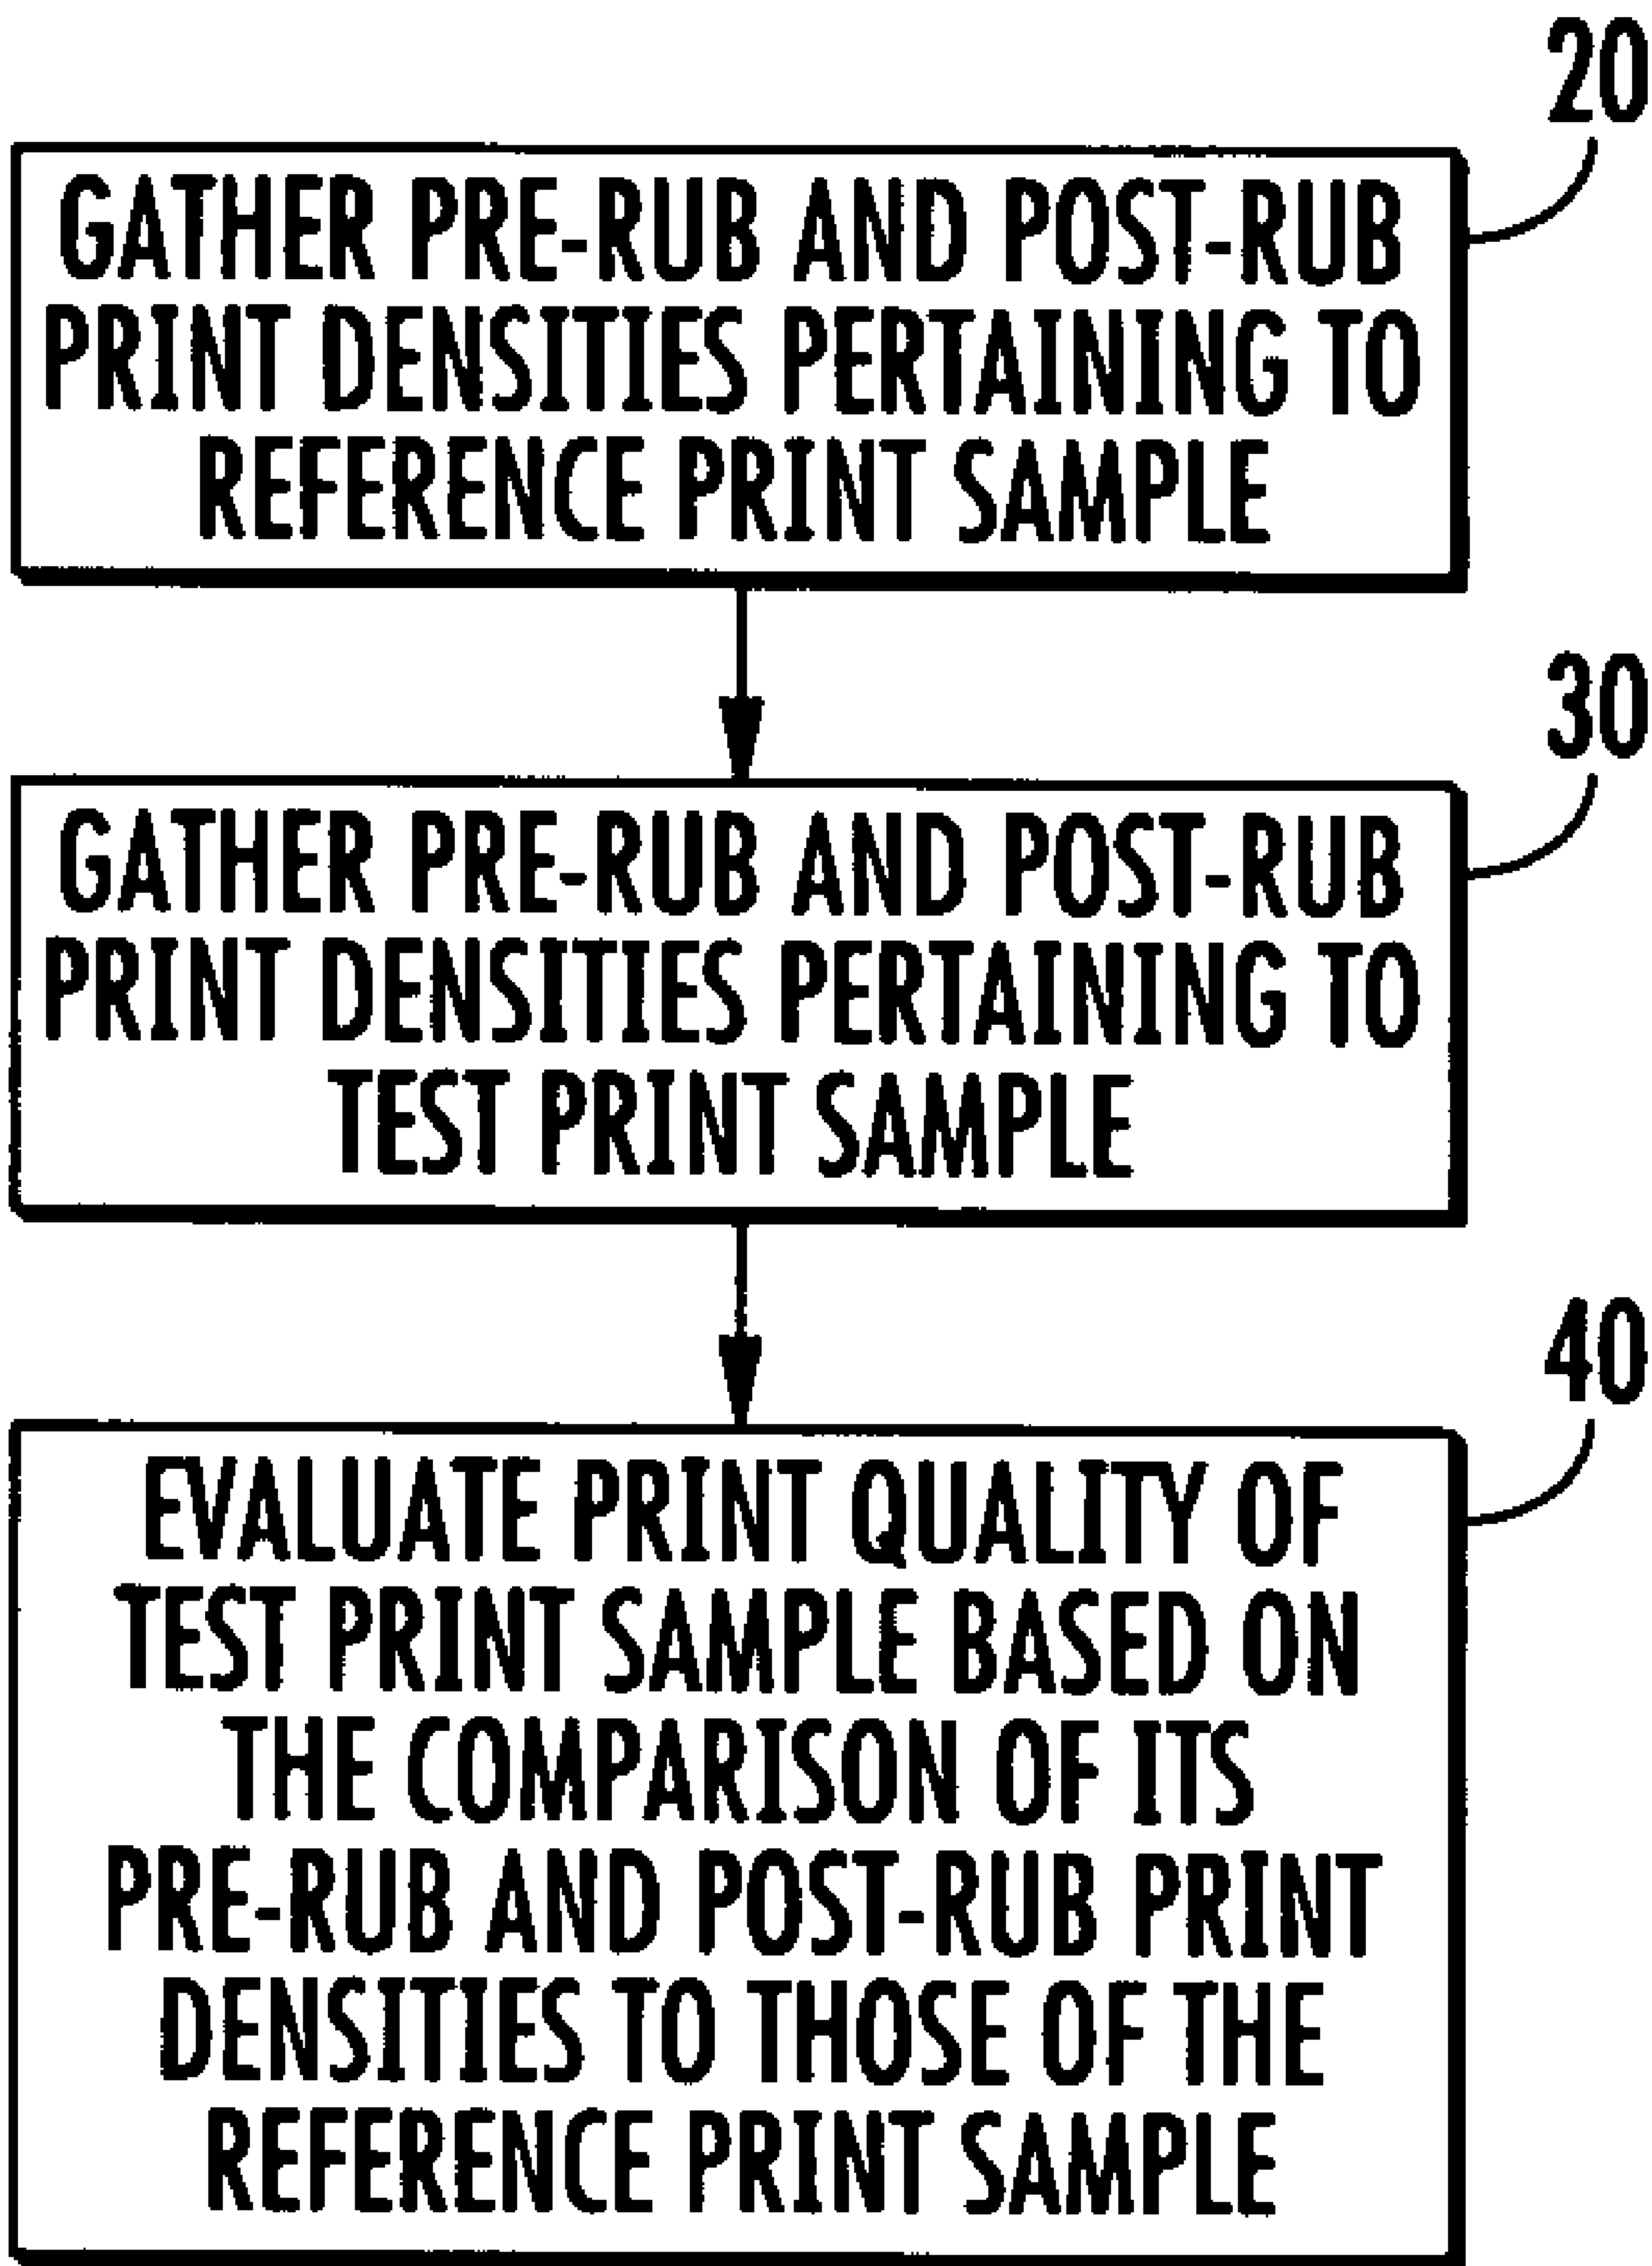 20
GATHER PRE-RUB AND POST-RUB
PRINT DENSITIES PERTAINING TO
REFERENCE PRINT SAMPLE
30
GATHER PRE-RUB AND POST-RUB
PRINT DENSITIES PERTAINING TO
TEST PRINT SAMPLE
40
EVALUATE PRINT QUALITY OF
TEST PRINT SAMPLE BASED ON
THE COMPARISON OF ITS
PRE-RUB AND POST-RUB PRINT
DENSITIES TO THOSE OF THE
REFERENCE PRINT SAMPLE